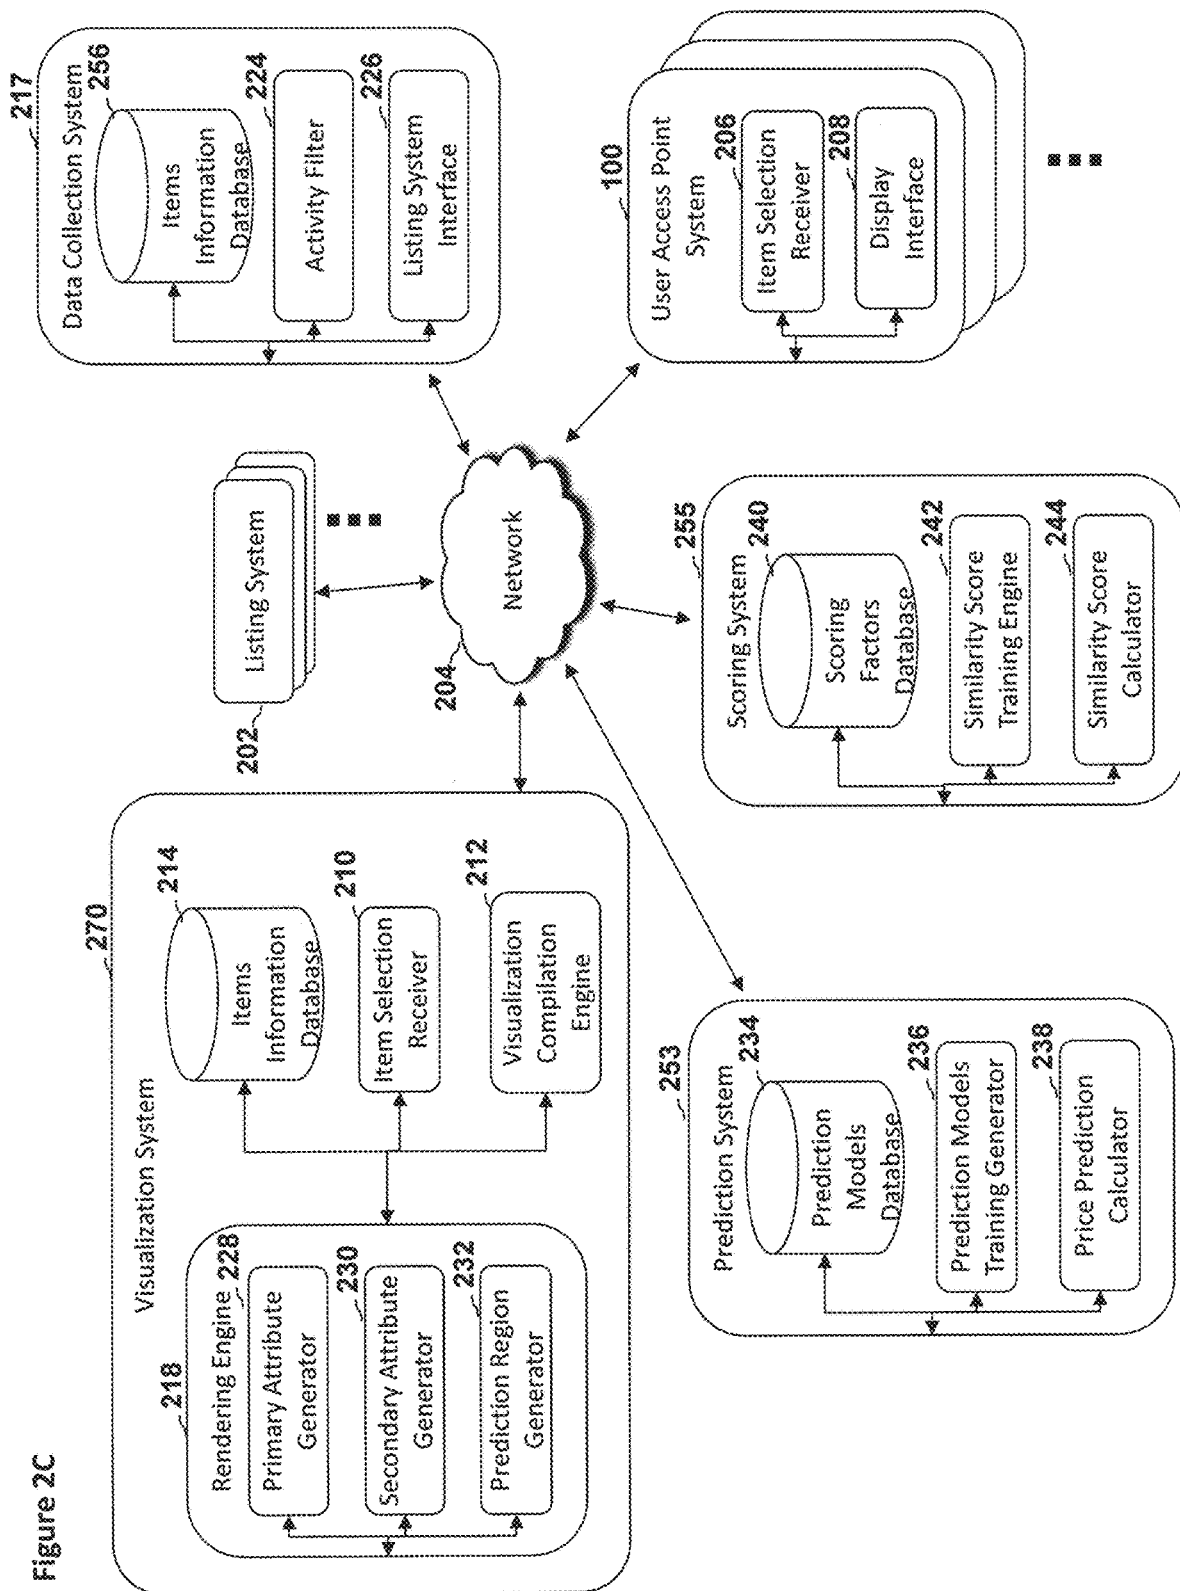 Figure 2C
270
Visualization System
218
Rendering Engine
228
Primary Attribute
Generator
230
Secondary Attribute
Generator
232
Prediction Region
Generator
214
Items
Information
Database
210
Item Selection
Receiver
212
Visualization
Compilation
Engine
202
Listing System
204
Network
217
Data Collection System
256
Items
Information
Database
224
Activity Filter
226
Listing System
Interface
253
Prediction System
234
Prediction
Models
Database
236
Prediction Models
Training Generator
238
Price Prediction
Calculator
255
Scoring System
240
Scoring
Factors
Database
242
Similarity Score
Training Engine
244
Similarity Score
Calculator
100
User Access Point
System
206
Item Selection
Receiver
208
Display
Interface